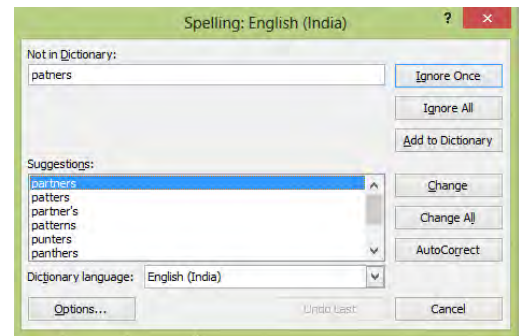 Spelling: English (India)
?
×
Not in Dictionary:
patners
Ignore Once
Ignore All
Add to Dictionary
Suggestions:
partners
patters
partner's
patterns
punters
panthers
Change
Change All
AutoCorrect
Dictionary language: English (India)
Options... Undo Last Cancel